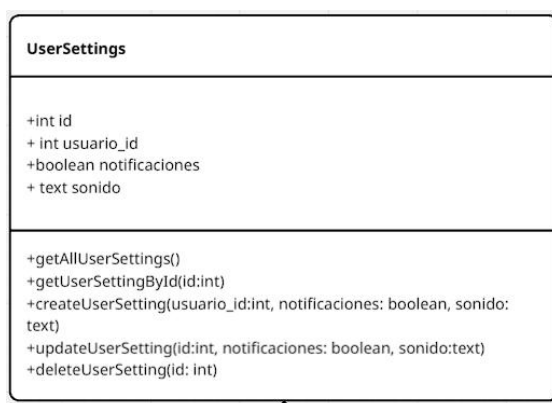 UserSettings
+int id
+ int usuario_id
+boolean notificaciones
+ text sonido
+getAllUserSettings()
+getUserSettingById(id:int)
+createUserSetting(usuario_id:int, notificaciones: boolean, sonido:
text)
+updateUserSetting(id:int, notificaciones: boolean, sonido:text)
+deleteUserSetting(id: int)